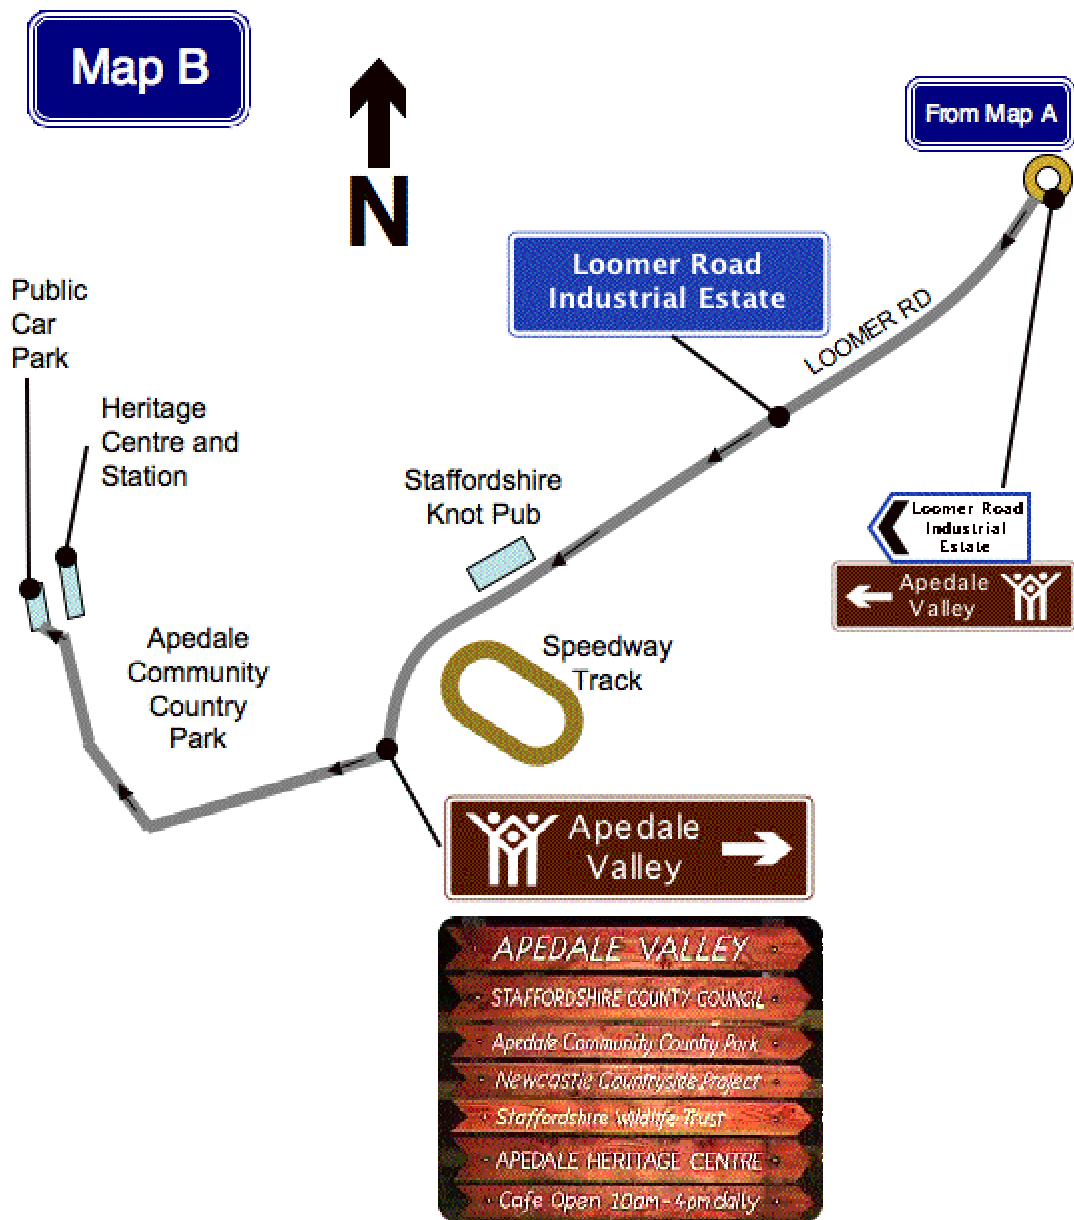 Map B
From Map A
N
Loomer Road
Industrial Estate
LOOMER RD
Public
Car
Park
Heritage
Centre and
Station
Staffordshire
Knot Pub
Loomer Road
Industrial
Estate
Apedale
Valley
Apedale
Community
Country
Park
Speedway
Track
Apedale
Valley
APEDALE VALLEY
STAFFORDSHIRE COUNTY COUNCIL
Apedale Community Country Park
Newcastle Countryside Project
Staffordshire Wildlife Trust
APEDALE HERITAGE CENTRE
Cafe Open 10am - 4pm daily